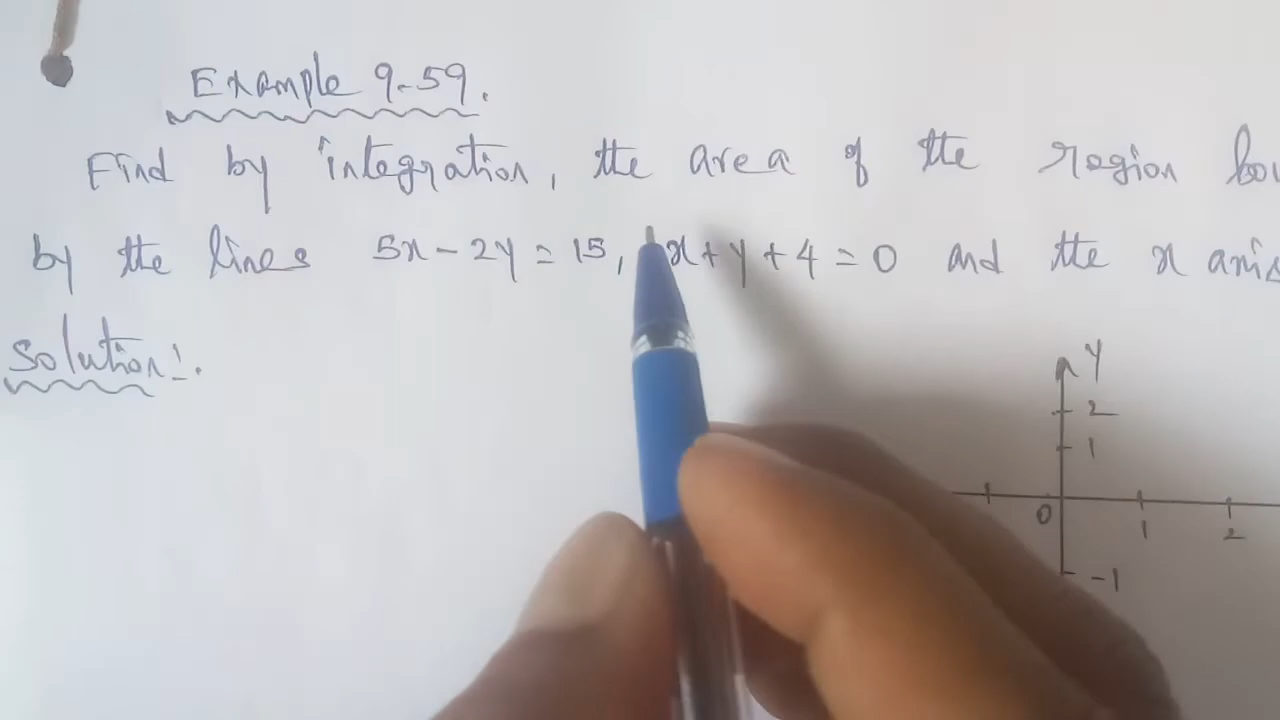 Example 9.59.
Find by integration, the area of the region
by the lines 5x - 2y = 15, x + y + 4 = 0 and the x axis
Solution:.
y
2
1
0 1 2
-1